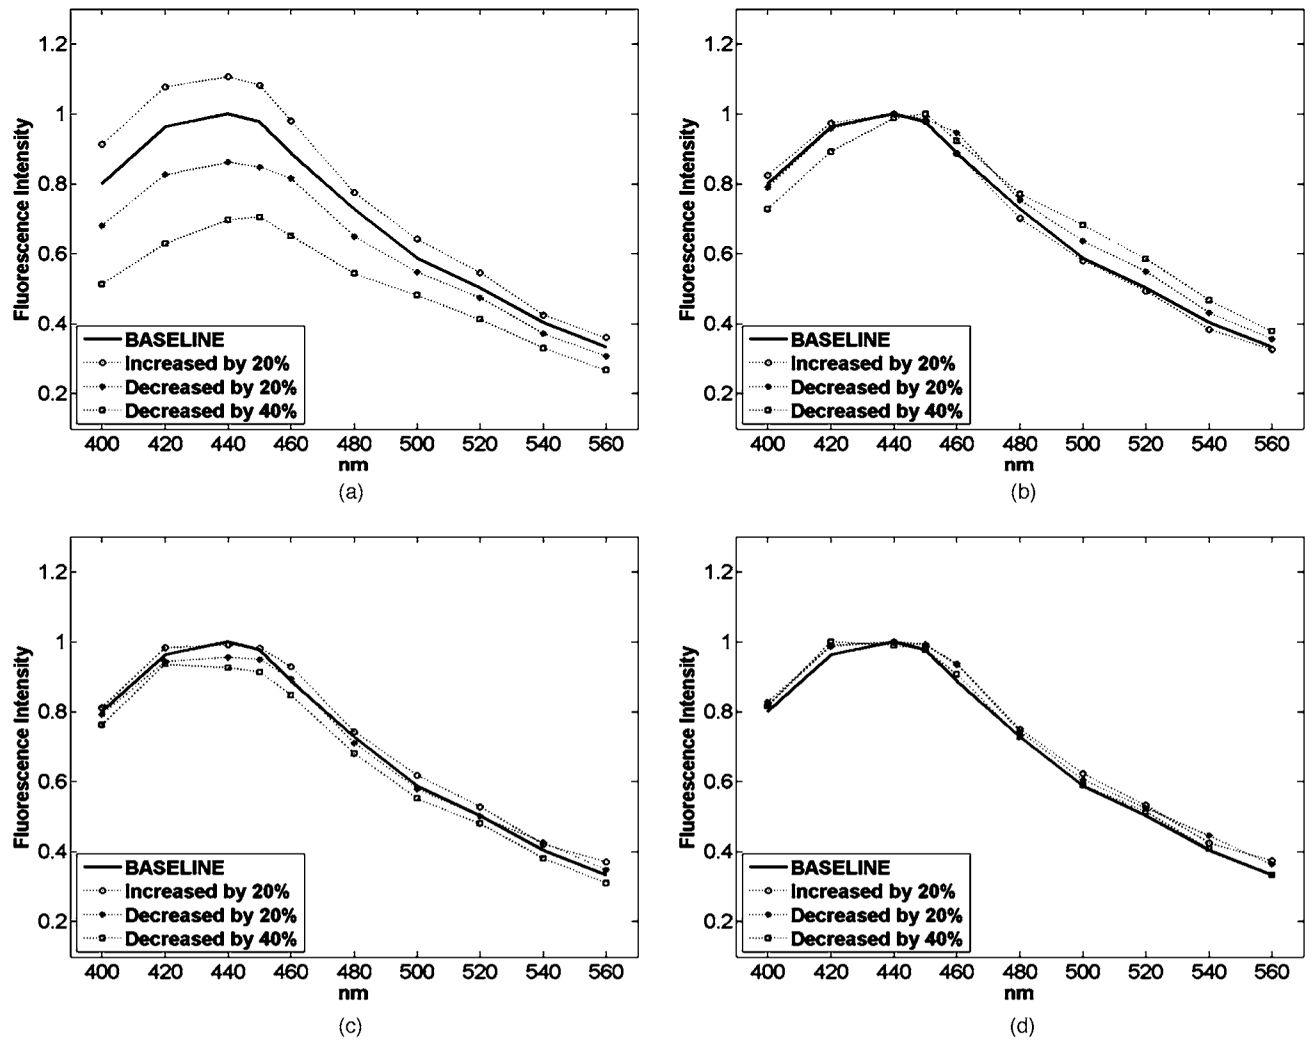 Fluorescence Intensity
1.2
1
0.8
0.6
0.4
0.2
BASELINE
Increased by 20%
Decreased by 20%
Decreased by 40%
400 420 440 460 480 500 520 540 560
nm
(a)
Fluorescence Intensity
1.2
1
0.8
0.6
0.4
0.2
BASELINE
Increased by 20%
Decreased by 20%
Decreased by 40%
400 420 440 460 480 500 520 540 560
nm
(b)
Fluorescence Intensity
1.2
1
0.8
0.6
0.4
0.2
BASELINE
Increased by 20%
Decreased by 20%
Decreased by 40%
400 420 440 460 480 500 520 540 560
nm
(c)
Fluorescence Intensity
1.2
1
0.8
0.6
0.4
0.2
BASELINE
Increased by 20%
Decreased by 20%
Decreased by 40%
400 420 440 460 480 500 520 540 560
nm
(d)